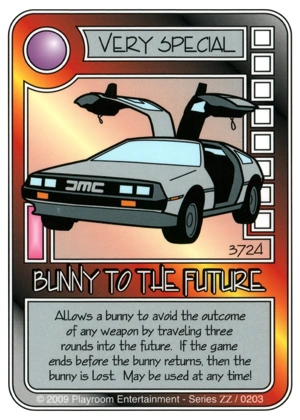 VERY SPECIAL
DMC
3724
BUNNY TO THE FUTURE
Allows a bunny to avoid the outcome
of any weapon by traveling three
rounds into the future. If the game
ends before the bunny returns, then the
bunny is lost. May be used at any time!
© 2009 Playroom Entertainment - Series ZZ / 0203